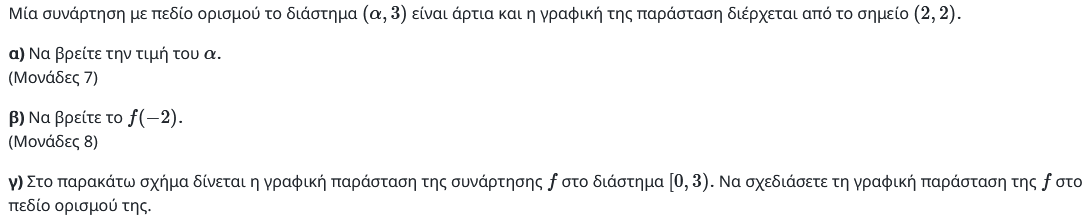 Μία συνάρτηση με πεδίο ορισμού το διάστημα (α, 3) είναι άρτια και η γραφική της παράσταση διέρχεται από το σημείο (2, 2).
α) Να βρείτε την τιμή του α.
(Μονάδες 7)
β) Να βρείτε το f(−2).
(Μονάδες 8)
γ) Στο παρακάτω σχήμα δίνεται η γραφική παράσταση της συνάρτησης f στο διάστημα [0, 3). Να σχεδιάσετε τη γραφική παράσταση της f στο
πεδίο ορισμού της.